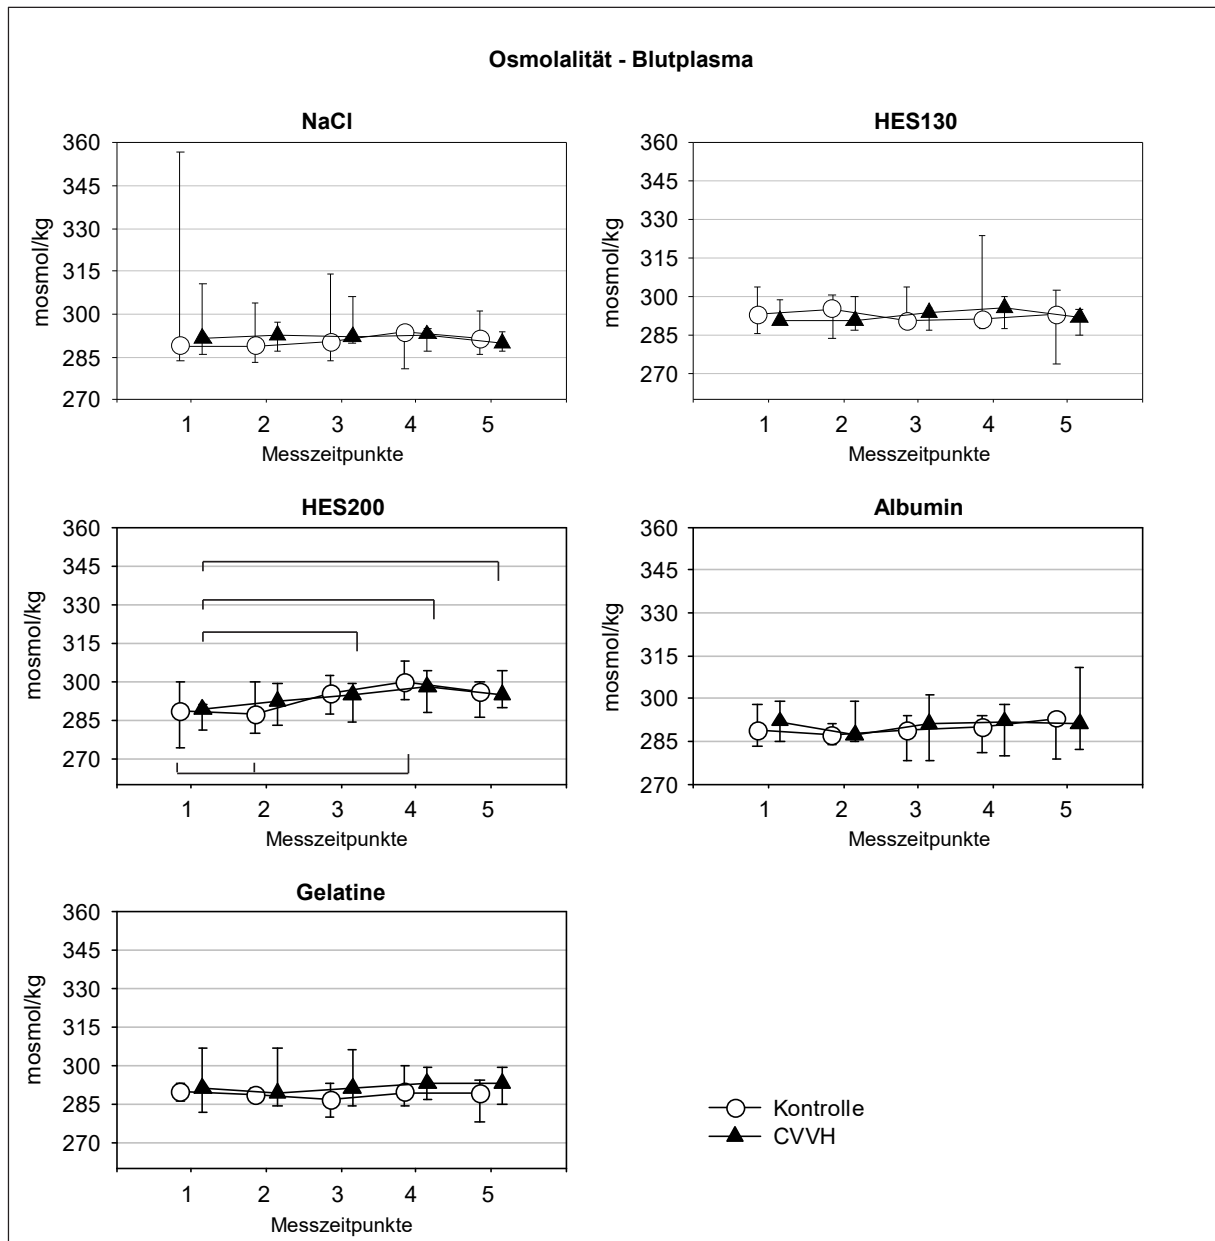 Osmolalität - Blutplasma
NaCl
360
345
330
315
300
285
270
mosmol/kg
1 2 3 4 5
Messzeitpunkte
HES130
360
345
330
315
300
285
270
mosmol/kg
1 2 3 4 5
Messzeitpunkte
HES200
360
345
330
315
300
285
270
mosmol/kg
1 2 3 4 5
Messzeitpunkte
Albumin
360
345
330
315
300
285
270
mosmol/kg
1 2 3 4 5
Messzeitpunkte
Gelatine
360
345
330
315
300
285
270
mosmol/kg
1 2 3 4 5
Messzeitpunkte
Kontrolle
CVVH